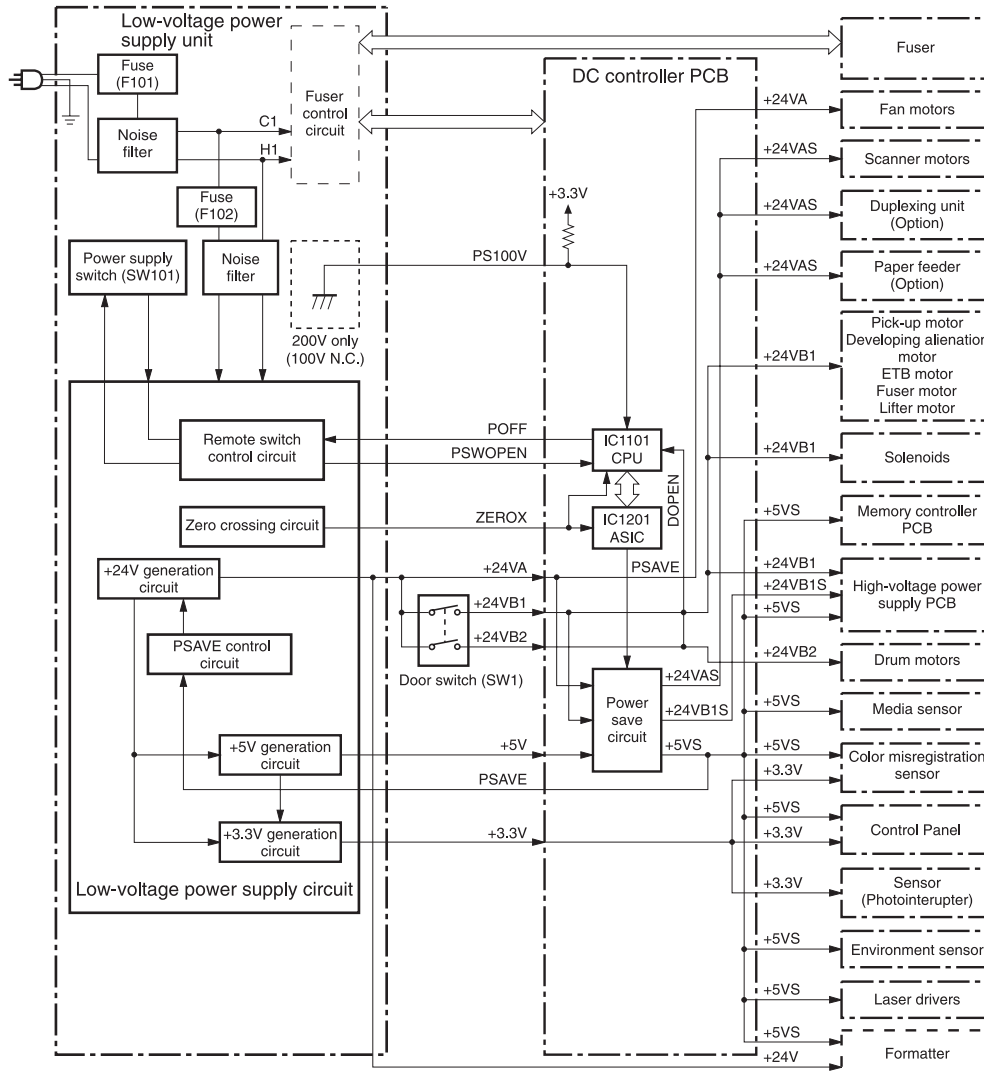 Low-voltage power
supply unit
Fuse
(F101)
Noise
filter
C1
H1
Fuser
control
circuit
Fuse
(F102)
Power supply
switch (SW101)
Noise
filter
200V only
(100V N.C.)
Remote switch
control circuit
Zero crossing circuit
+24V generation
circuit
PSAVE control
circuit
+5V generation
circuit
+3.3V generation
circuit
Low-voltage power supply circuit
PS100V
POFF
PSWOPEN
ZEROX
+24VA
+24VB1
+24VB2
Door switch (SW1)
+5V
PSAVE
+3.3V
DC controller PCB
+3.3V
IC1101
CPU
IC1201
ASIC
DOPEN
PSAVE
Power
save
circuit
+24VAS
+24VB1S
+5VS
Fuser
+24VA
Fan motors
+24VAS
Scanner motors
+24VAS
Duplexing unit
(Option)
+24VAS
Paper feeder
(Option)
+24VB1
Pick-up motor
Developing alienation
motor
ETB motor
Fuser motor
Lifter motor
+24VB1
Solenoids
+5VS
Memory controller
PCB
+24VB1
+24VB1S
+5VS
High-voltage power
supply PCB
+24VB2
Drum motors
+5VS
Media sensor
+5VS
+3.3V
Color misregistration
sensor
+5VS
+3.3V
Control Panel
+3.3V
Sensor
(Photointerupter)
+5VS
Environment sensor
+5VS
Laser drivers
+5VS
+24V
Formatter